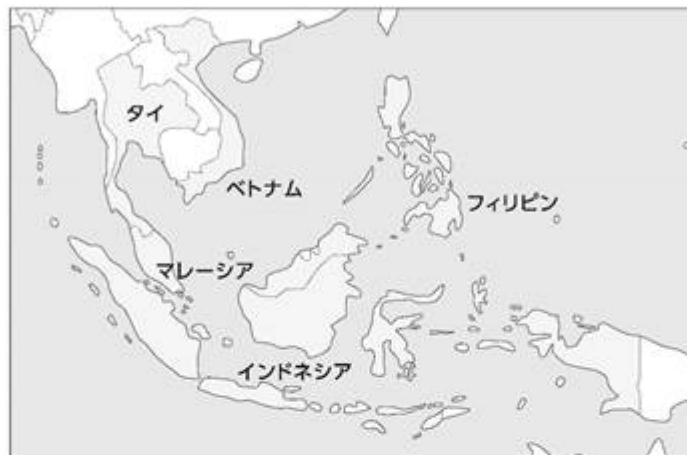 タイ
ベトナム
フィリピン
マレーシア
インドネシア